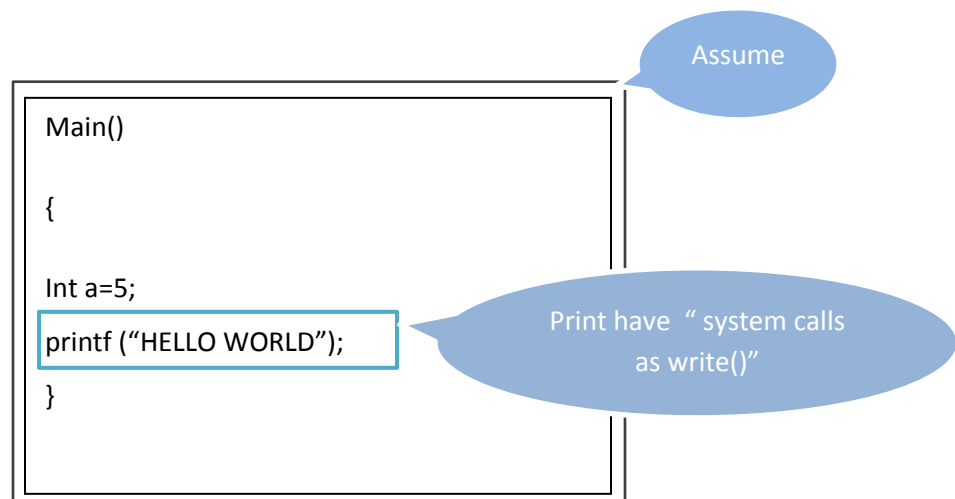 Assume
Main()
{
Int a=5;
printf (“HELLO WORLD”);
}
Print have “ system calls
as write()”